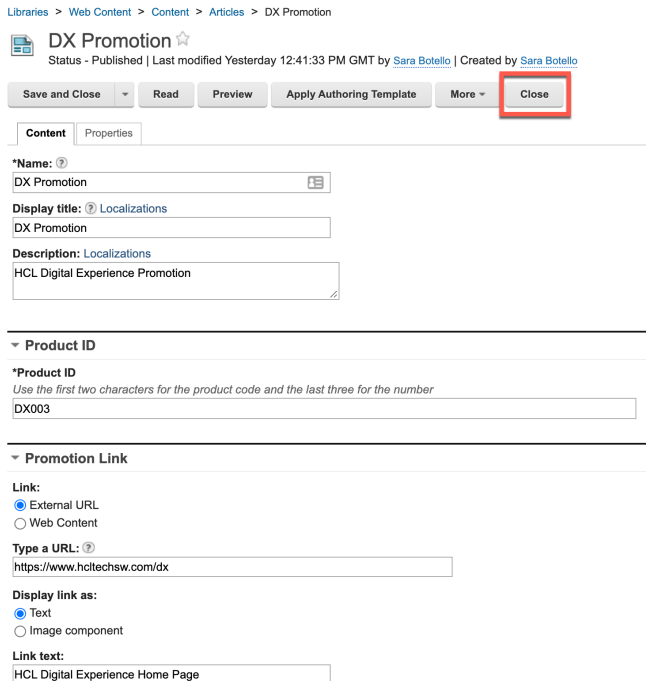 Libraries > Web Content > Content > Articles > DX Promotion
DX Promotion
Status - Published | Last modified Yesterday 12:41:33 PM GMT by Sara Botello | Created by Sara Botello
Save and Close Read Preview Apply Authoring Template More Close
Content Properties
*Name: ?
DX Promotion
Display title: ? Localizations
DX Promotion
Description: Localizations
HCL Digital Experience Promotion
Product ID
*Product ID
Use the first two characters for the product code and the last three for the number
DX003
Promotion Link
Link:
External URL
Web Content
Type a URL: ?
https://www.hcltechsw.com/dx
Display link as:
Text
Image component
Link text:
HCL Digital Experience Home Page